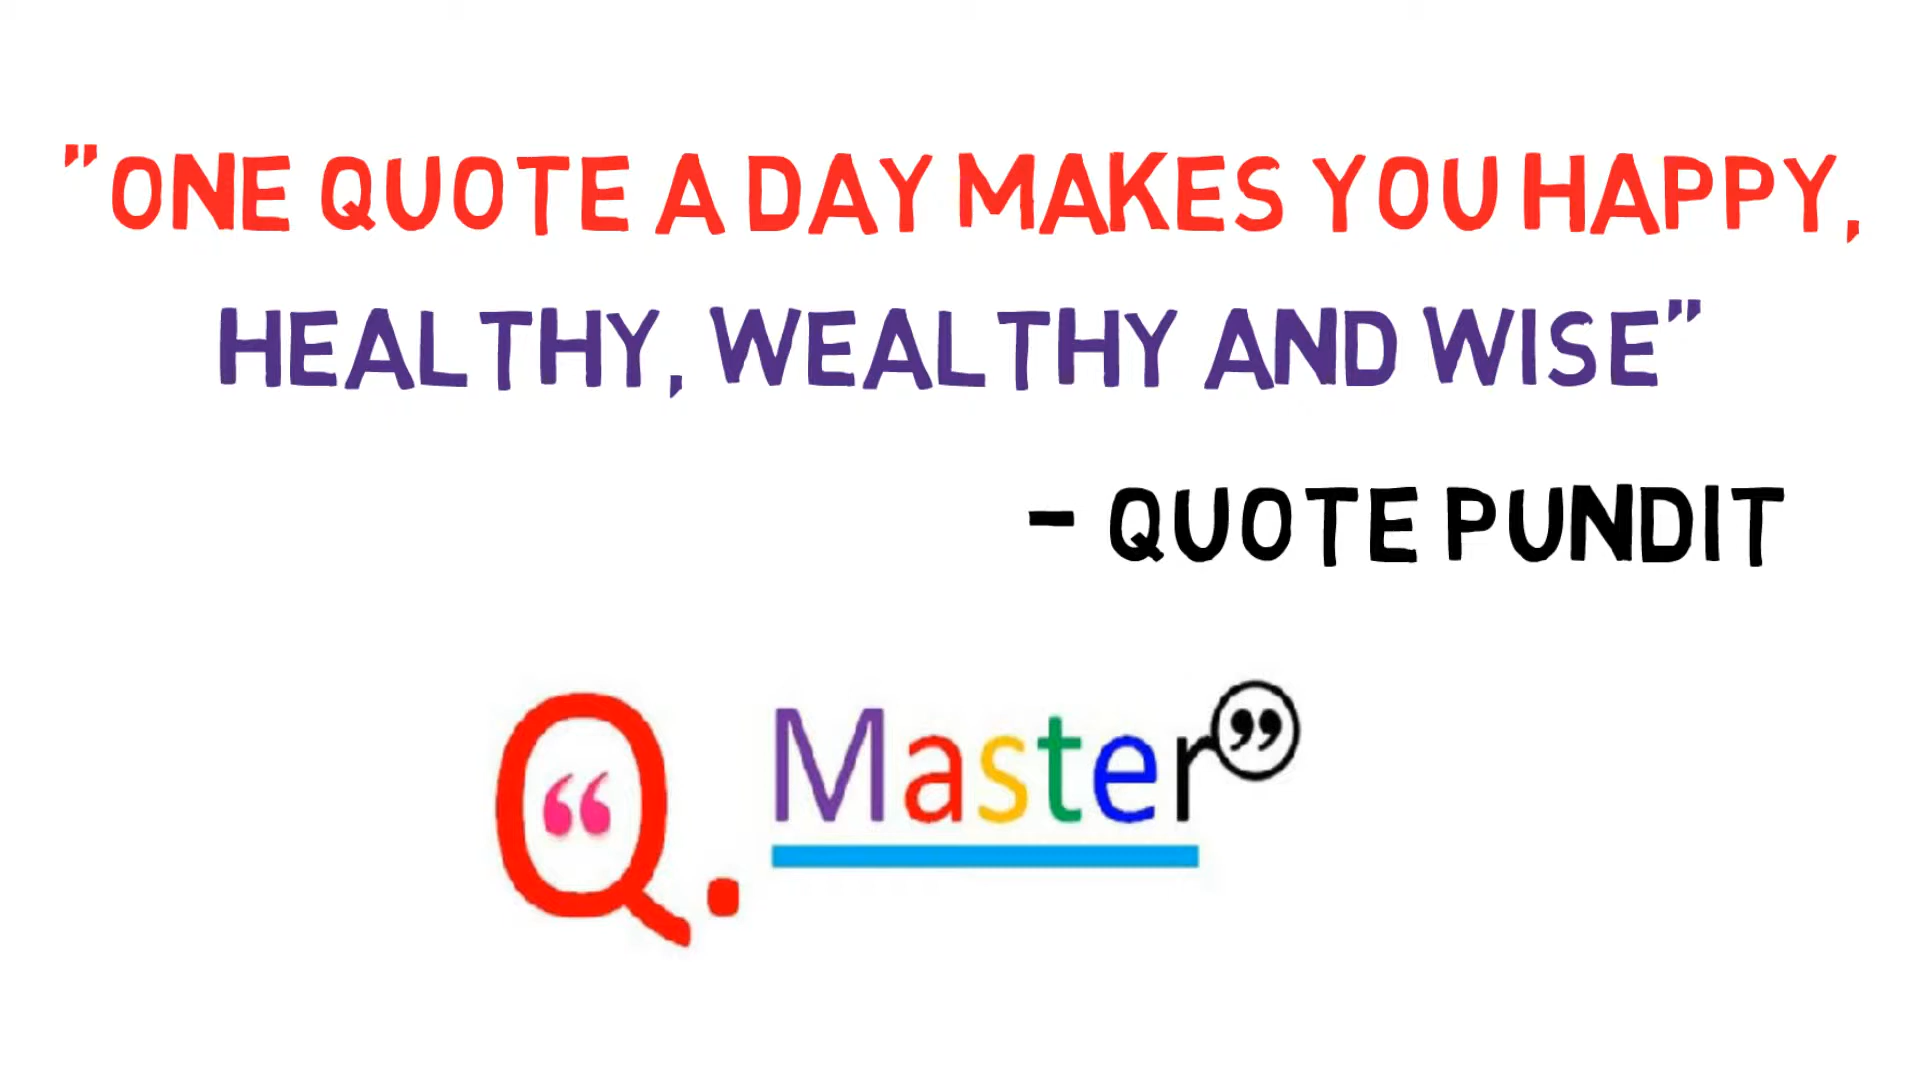 "ONE QUOTE A DAY MAKES YOU HAPPY,
HEALTHY, WEALTHY AND WISE"
- QUOTE PUNDIT
Q. Master